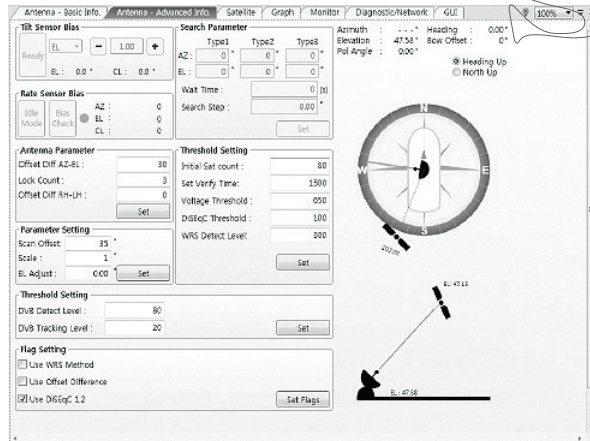 Antenna - Basic Info. Antenna - Advanced Info. Satellite Graph Monitor Diagnostic/Network GUI 100%
Tilt Sensor Bias
Ready EL - 1.00 +
EL : 0.0 ° CL : 0.0 °
Rate Sensor Bias
Idle Mode Bias Check
AZ : 0
EL : 0
CL : 0
Search Parameter
Type1 Type2 Type3
AZ : 0 ° 0 ° 0 °
EL : 0 ° 0 ° 0 °
Wait Time : 0 [s]
Search Step : 0.00 °
Set
Antenna Parameter
Offset Diff AZ-EL : 30
Lock Count : 3
Offset Diff RH-LH : 0
Set
Parameter Setting
Scan Offset 35 °
Scale : 1 °
EL Adjust : 0.00 ° Set
Threshold Setting
Initial Sat count : 80
Set Verify Time: 1500
Voltage Threshold : 650
DiSEqC Threshold : 100
WRS Detect Level: 300
Set
Threshold Setting
DVB Detect Level : 80
DVB Tracking Level : 20
Set
Flag Setting
Use WRS Method
Use Offset Difference
Use DiSEqC 1.2
Set Flags
Azimuth : ---.-° Heading : 0.00°
Elevation : 47.58° Bow Offset : 0°
Pol Angle : 0.00°
Heading Up
North Up
N
W E
S
202.08
EL: 47.15
EL: 47.58